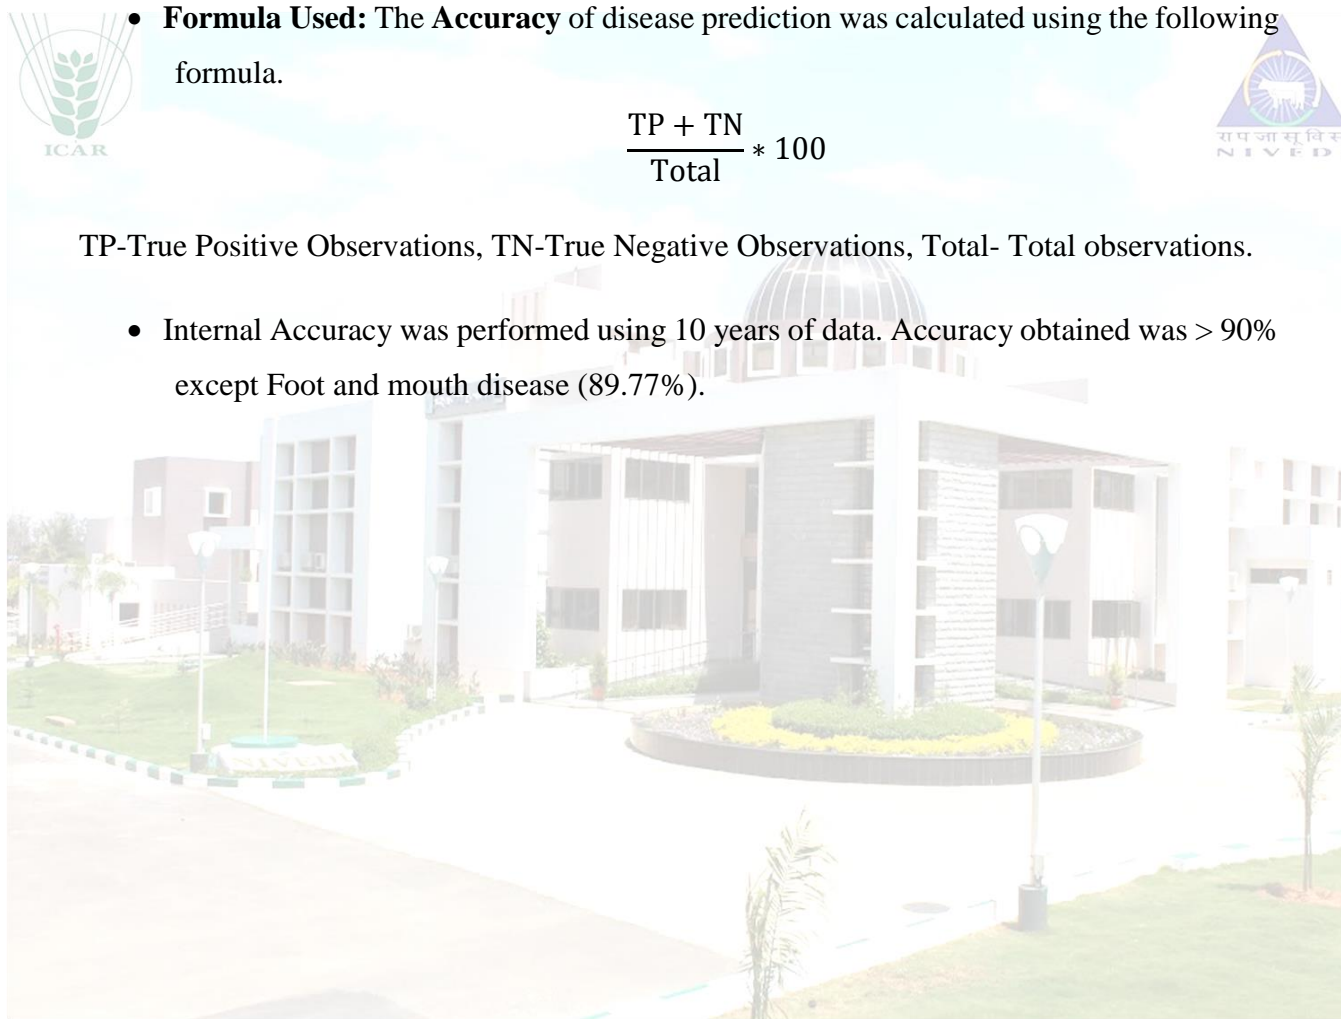 • Formula Used: The Accuracy of disease prediction was calculated using the following
formula.
ICAR
NIVEDI
TP + TN
Total
* 100
TP-True Positive Observations, TN-True Negative Observations, Total- Total observations.
• Internal Accuracy was performed using 10 years of data. Accuracy obtained was > 90%
except Foot and mouth disease (89.77%).
NIVEDI